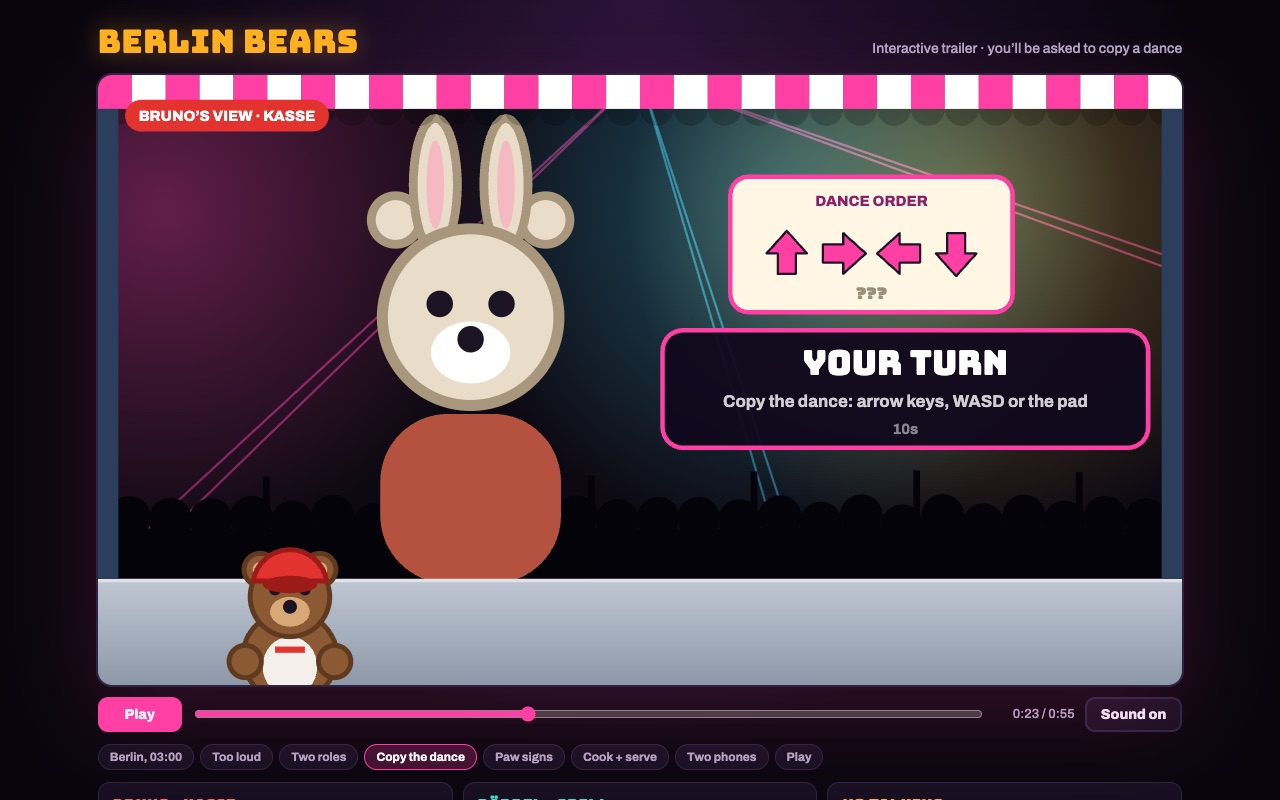 BERLIN BEARS
Interactive trailer · you'll be asked to copy a dance
BRUNO'S VIEW · KASSE
DANCE ORDER
???
YOUR TURN
Copy the dance: arrow keys, WASD or the pad
10s
Play
0:23 / 0:55
Sound on
Berlin, 03:00
Too loud
Two roles
Copy the dance
Paw signs
Cook + serve
Two phones
Play